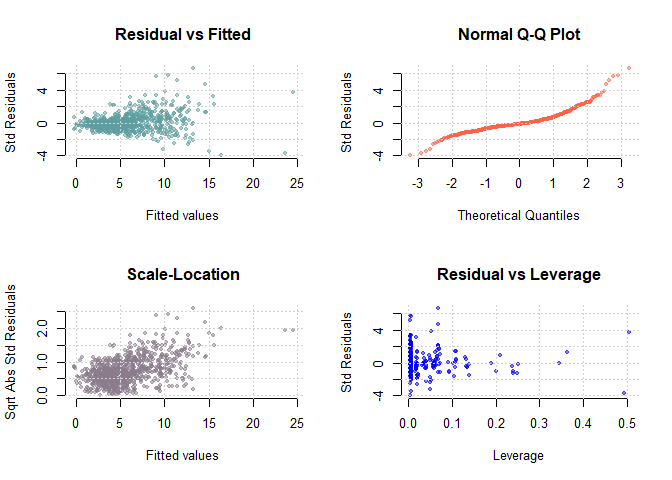 Residual vs Fitted
Std Residuals
4
0
-4
0 5 10 15 20 25
Fitted values
Normal Q-Q Plot
4
0
-4
-3 -2 -1 0 1 2 3
Theoretical Quantiles
Scale-Location
Sqrt Abs Std Residuals
2.0
1.0
0.0
0 5 10 15 20 25
Fitted values
Residual vs Leverage
Std Residuals
4
0
-4
0.0 0.1 0.2 0.3 0.4 0.5
Leverage